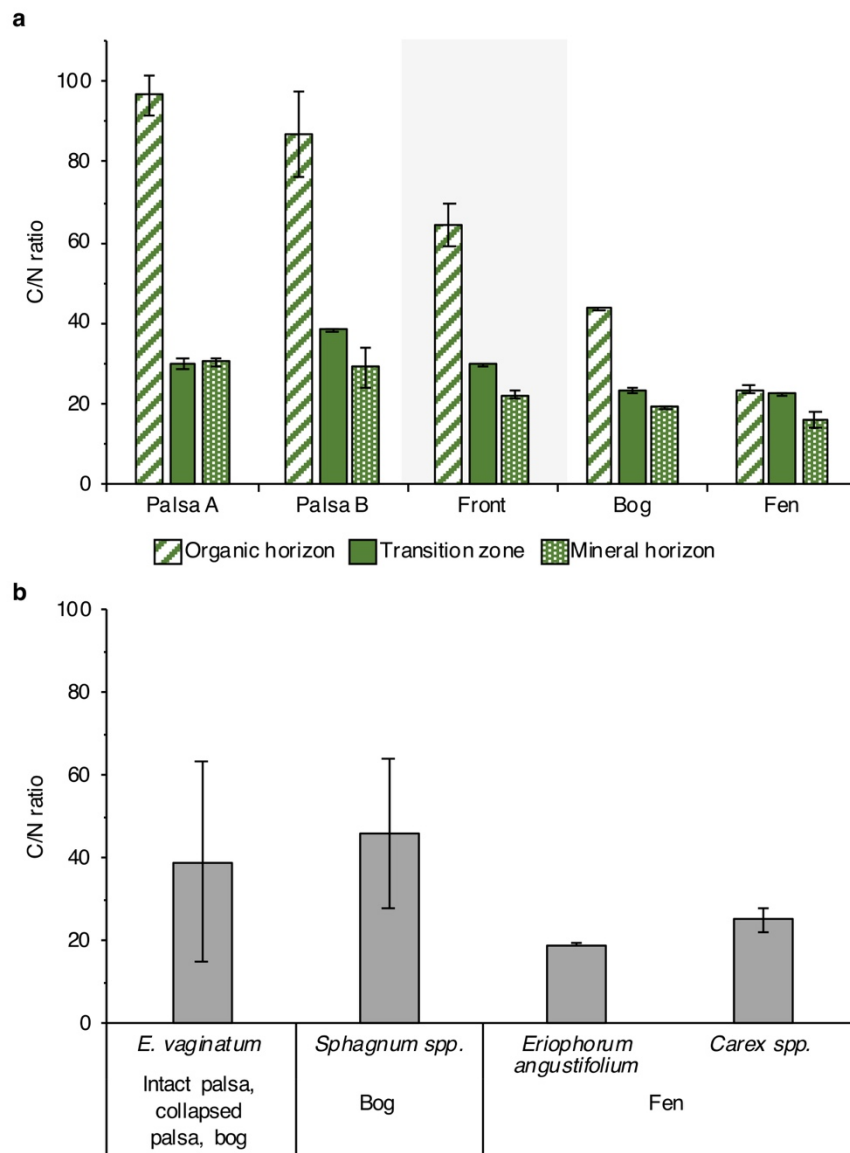 a
100
80
60
40
20
0
C/N ratio
Palsa A Palsa B Front Bog Fen
Organic horizon Transition zone Mineral horizon
b
100
80
60
40
20
0
C/N ratio
E. vaginatum Sphagnum spp. Eriophorum Carex spp.
angustifolium
Intact palsa,
collapsed Bog Fen
palsa, bog